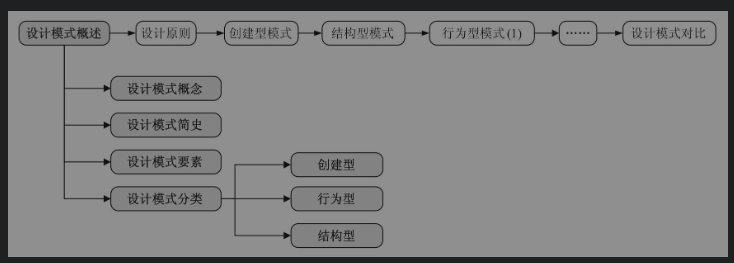 设计模式概述
设计原则
创建型模式
结构型模式
行为型模式(1)
……
设计模式对比
设计模式概念
设计模式简史
设计模式要素
设计模式分类
创建型
行为型
结构型